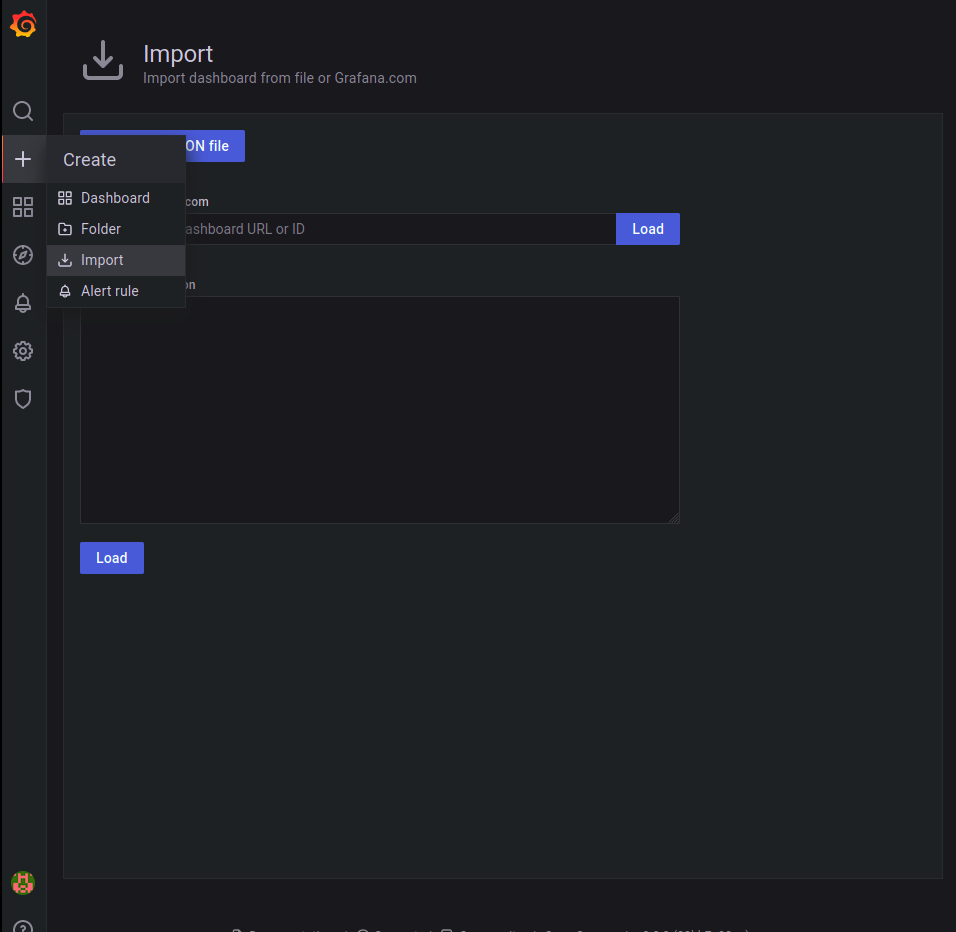 Import
Import dashboard from file or Grafana.com
ON file
Create
Dashboard
com
Folder
ashboard URL or ID
Load
Import
on
Alert rule
Load